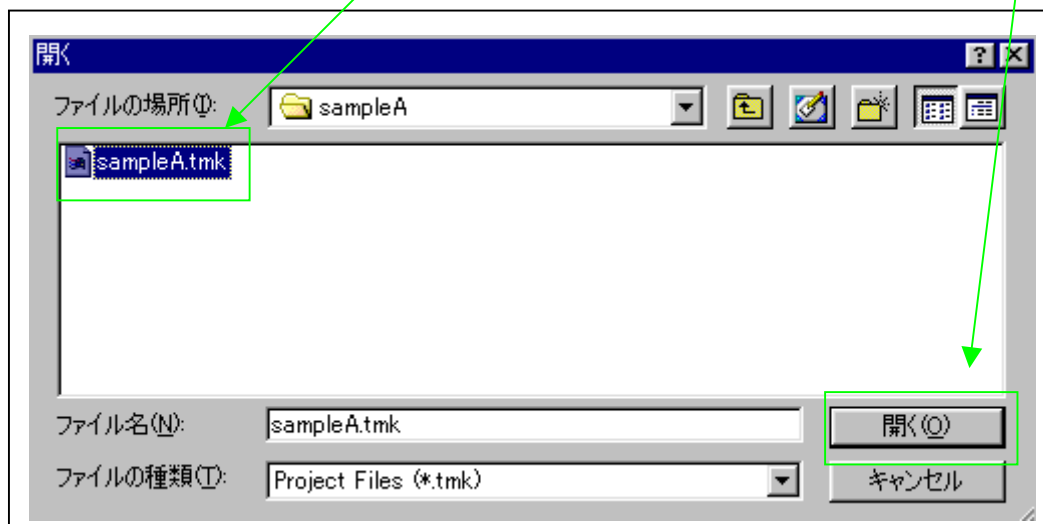 開く
ファイルの場所(I): sampleA
sampleA.tmk
ファイル名(N): sampleA.tmk 開く(O)
ファイルの種類(T): Project Files (*.tmk) キャンセル